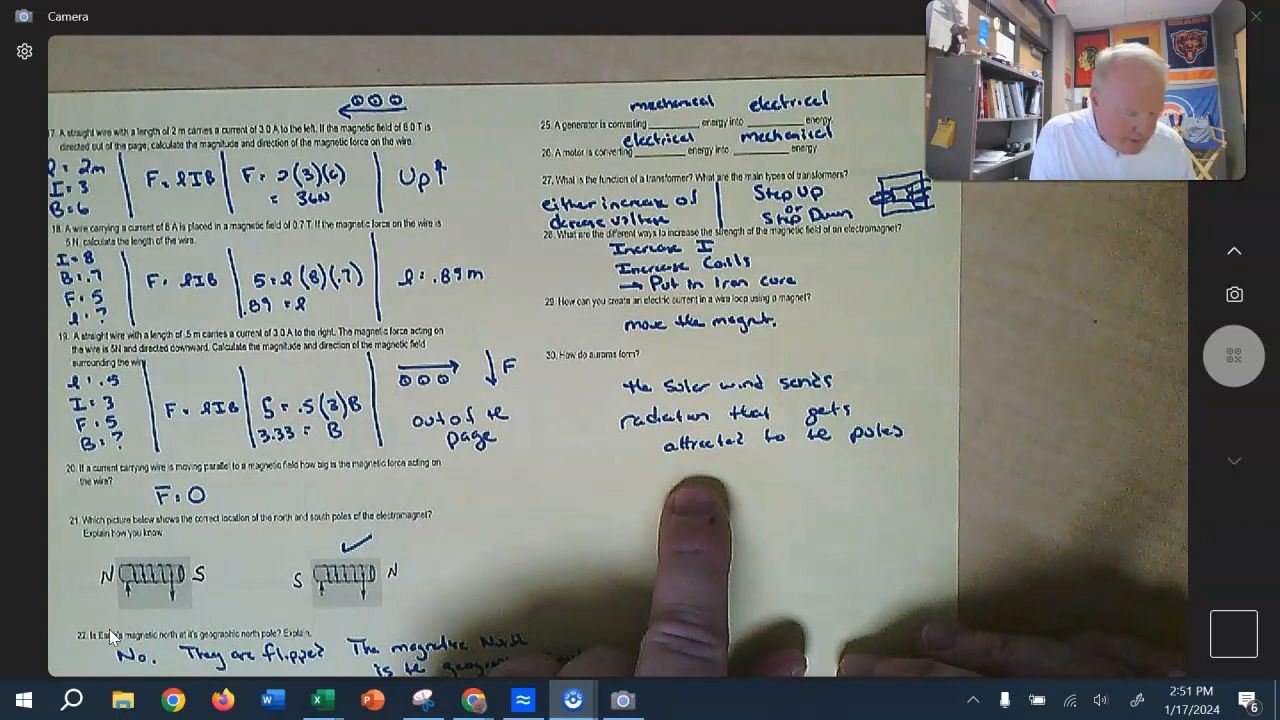 Camera
17. A straight wire with a length of 2 m carries a current of 3.0 A to the left. If the magnetic field of 6.0 T is
directed out of the page, calculate the magnitude and direction of the magnetic force on the wire.
l = 2m
I = 3
B = 6
F = lIB
F = 2(3)(6)
= 36N
Up ↑
18. A wire carrying a current of 8 A is placed in a magnetic field of 0.7 T. If the magnetic force on the wire is
5 N, calculate the length of the wire.
I = 8
B = .7
F = 5
l = ?
F = lIB
5 = l(8)(.7)
.89 = l
l = .89 m
19. A straight wire with a length of .5 m carries a current of 3.0 A to the right. The magnetic force acting on
the wire is 5N and directed downward. Calculate the magnitude and direction of the magnetic field
surrounding the wire
l = .5
I = 3
F = 5
B = ?
F = lIB
5 = .5(3)B
3.33 = B
↓ F
out of te
page
20. If a current carrying wire is moving parallel to a magnetic field how big is the magnetic force acting on
the wire?
F = 0
21. Which picture below shows the correct location of the north and south poles of the electromagnet?
Explain how you know.
N S
S N
22. Is Earth's magnetic north at it's geographic north pole? Explain.
No. They are flipped The magnetic North
is te
mechanical electrical
25. A generator is converting ________ energy into ________ energy.
electrical mechanical
26. A motor is converting ________ energy into ________ energy
27. What is the function of a transformer? What are the main types of transformers?
either increase of
decrease voltage
Step Up
or
Step Down
28. What are the different ways to increase the strength of the magnetic field of an electromagnet?
Increase I
Increase Coils
→ Put in Iron core
29. How can you create an electric current in a wire loop using a magnet?
move the magnet.
30. How do auroras form?
the Solar wind sends
radiation that gets
attracted to te poles
BEARS
2:51 PM
1/17/2024
6